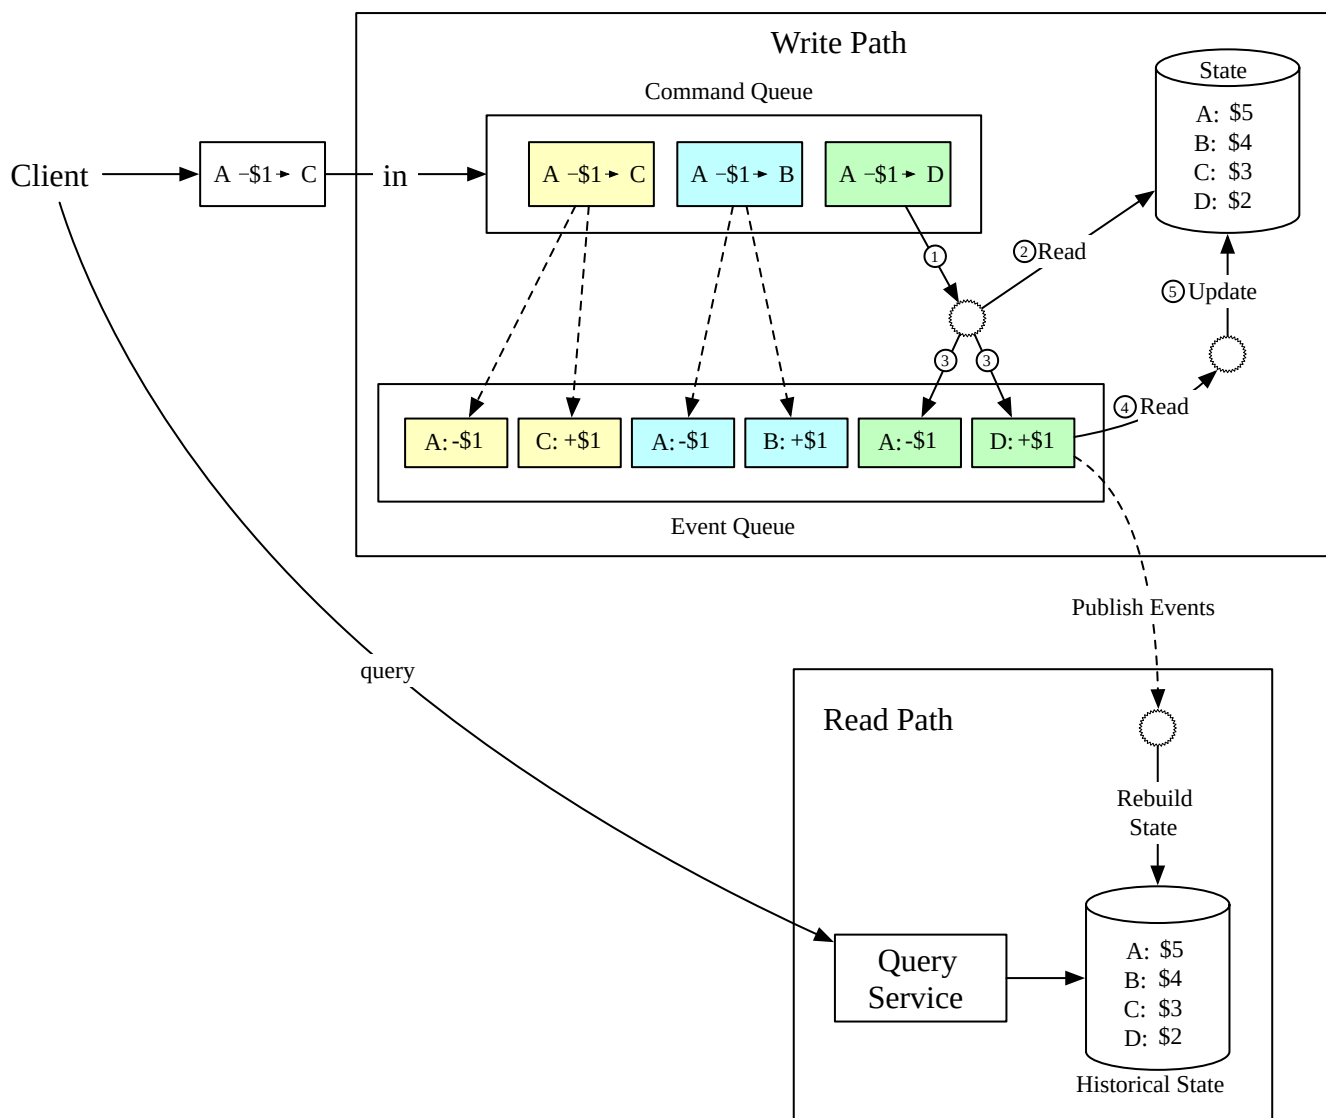 Write Path
State
Command Queue
A: $5
B: $4
C: $3
D: $2
Client
A -$1 C
in
A -$1 C
A -$1 B
A -$1 D
1
2 Read
5 Update
3
3
4 Read
A: -$1
C: +$1
A: -$1
B: +$1
A: -$1
D: +$1
Event Queue
Publish Events
query
Read Path
Rebuild
State
Query
Service
A: $5
B: $4
C: $3
D: $2
Historical State